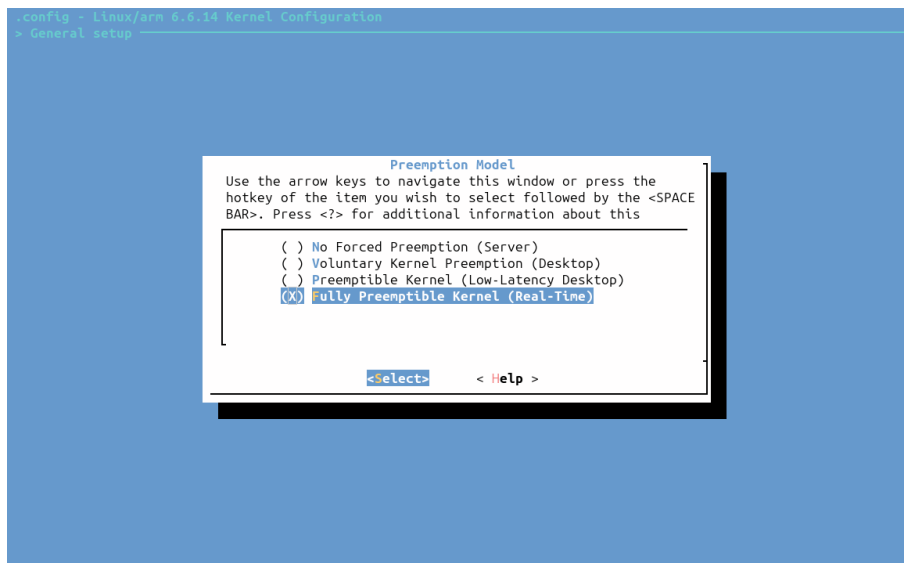 .config - Linux/arm 6.6.14 Kernel Configuration
> General setup
Preemption Model
Use the arrow keys to navigate this window or press the
hotkey of the item you wish to select followed by the <SPACE
BAR>. Press <?> for additional information about this
( ) No Forced Preemption (Server)
( ) Voluntary Kernel Preemption (Desktop)
( ) Preemptible Kernel (Low-Latency Desktop)
(X) Fully Preemptible Kernel (Real-Time)
<Select> < Help >